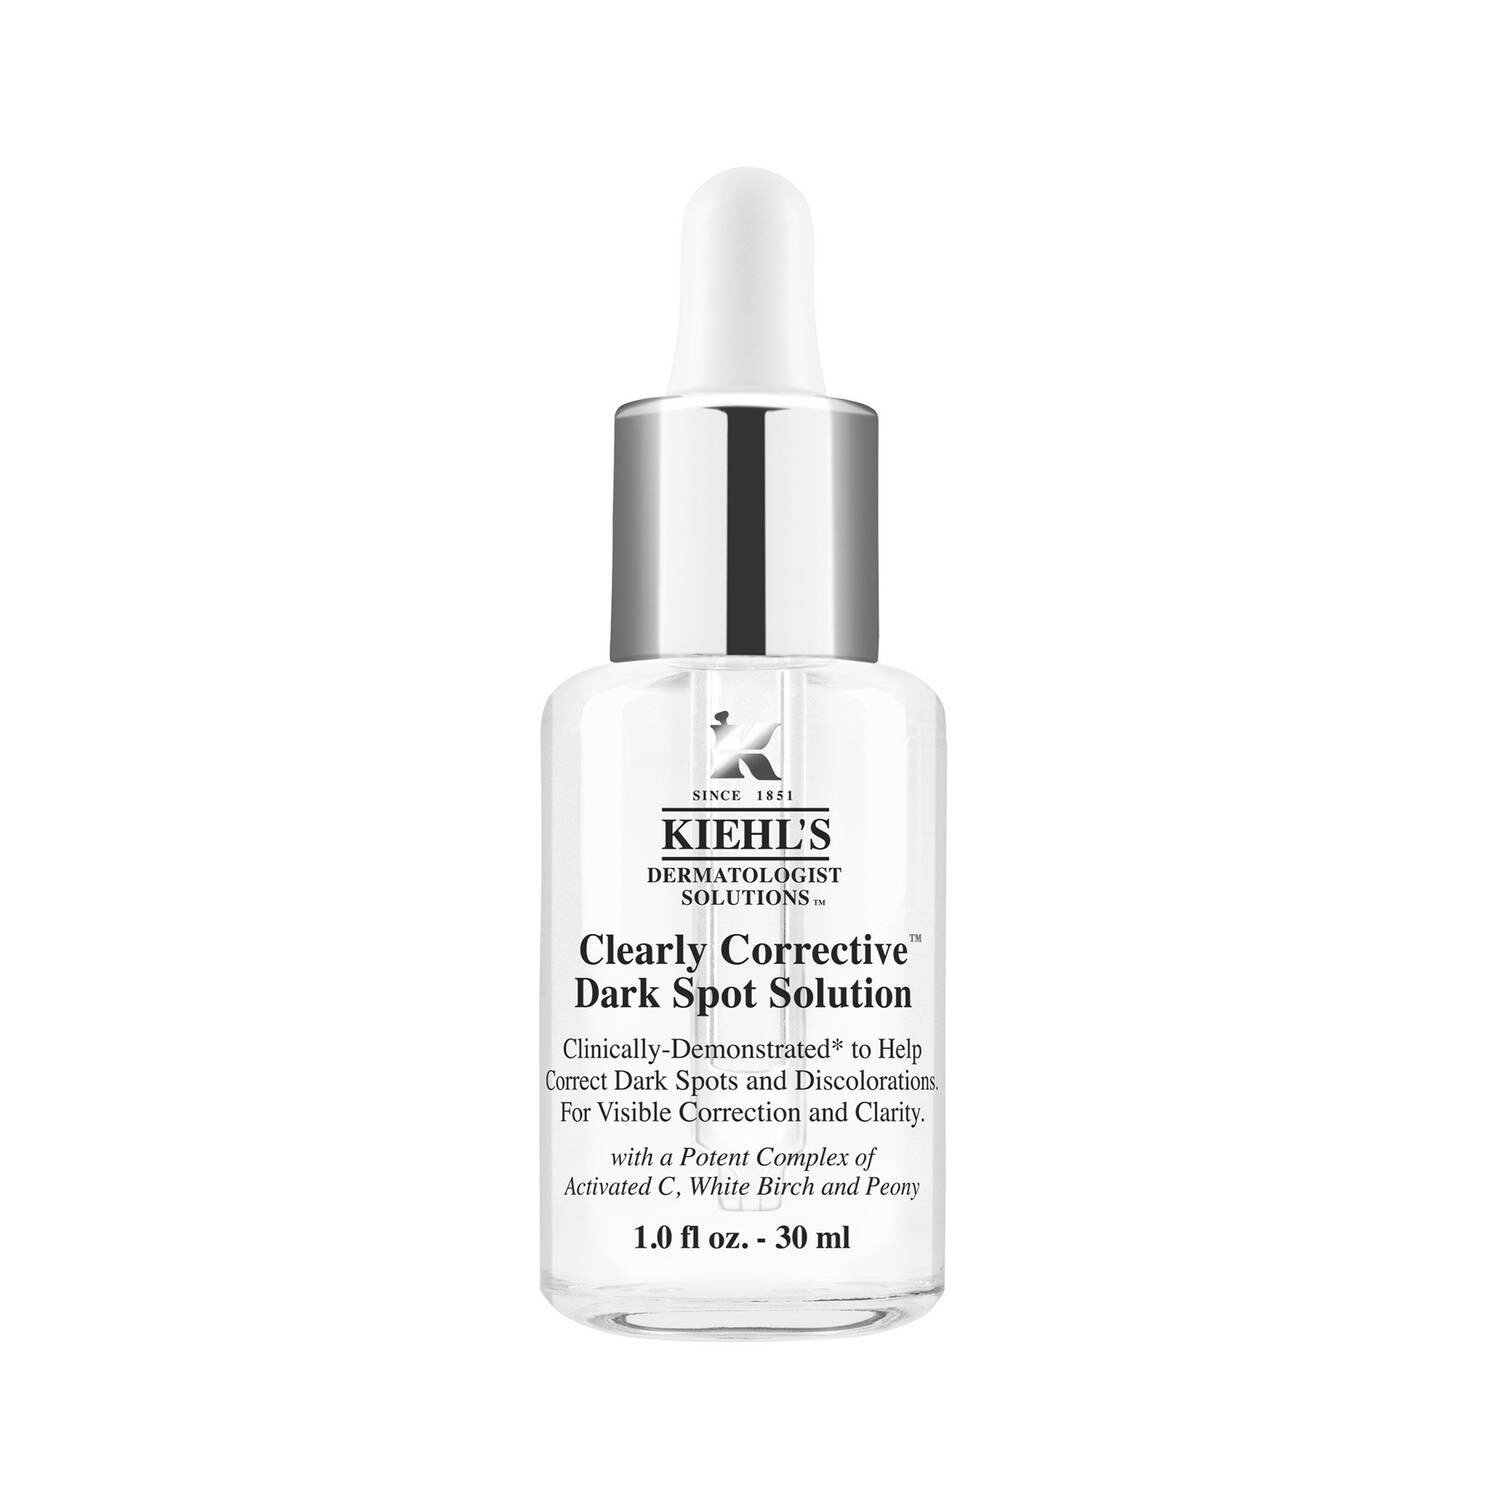 K
SINCE 1851
KIEHL'S
DERMATOLOGIST
SOLUTIONS™
Clearly Corrective™
Dark Spot Solution
Clinically-Demonstrated* to Help
Correct Dark Spots and Discolorations.
For Visible Correction and Clarity.
with a Potent Complex of
Activated C, White Birch and Peony
1.0 fl oz. - 30 ml